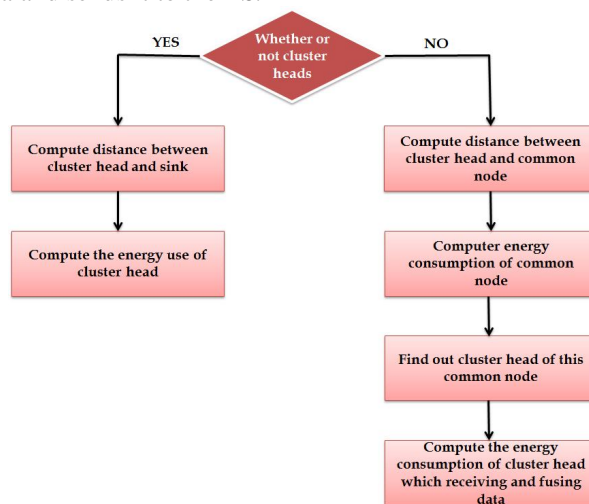 YES
Whether or
not cluster
heads
NO
Compute distance between
cluster head and sink
Compute the energy use of
cluster head
Compute distance between
cluster head and common
node
Computer energy
consumption of common
node
Find out cluster head of this
common node
Compute the energy
consumption of cluster head
which receiving and fusing
data